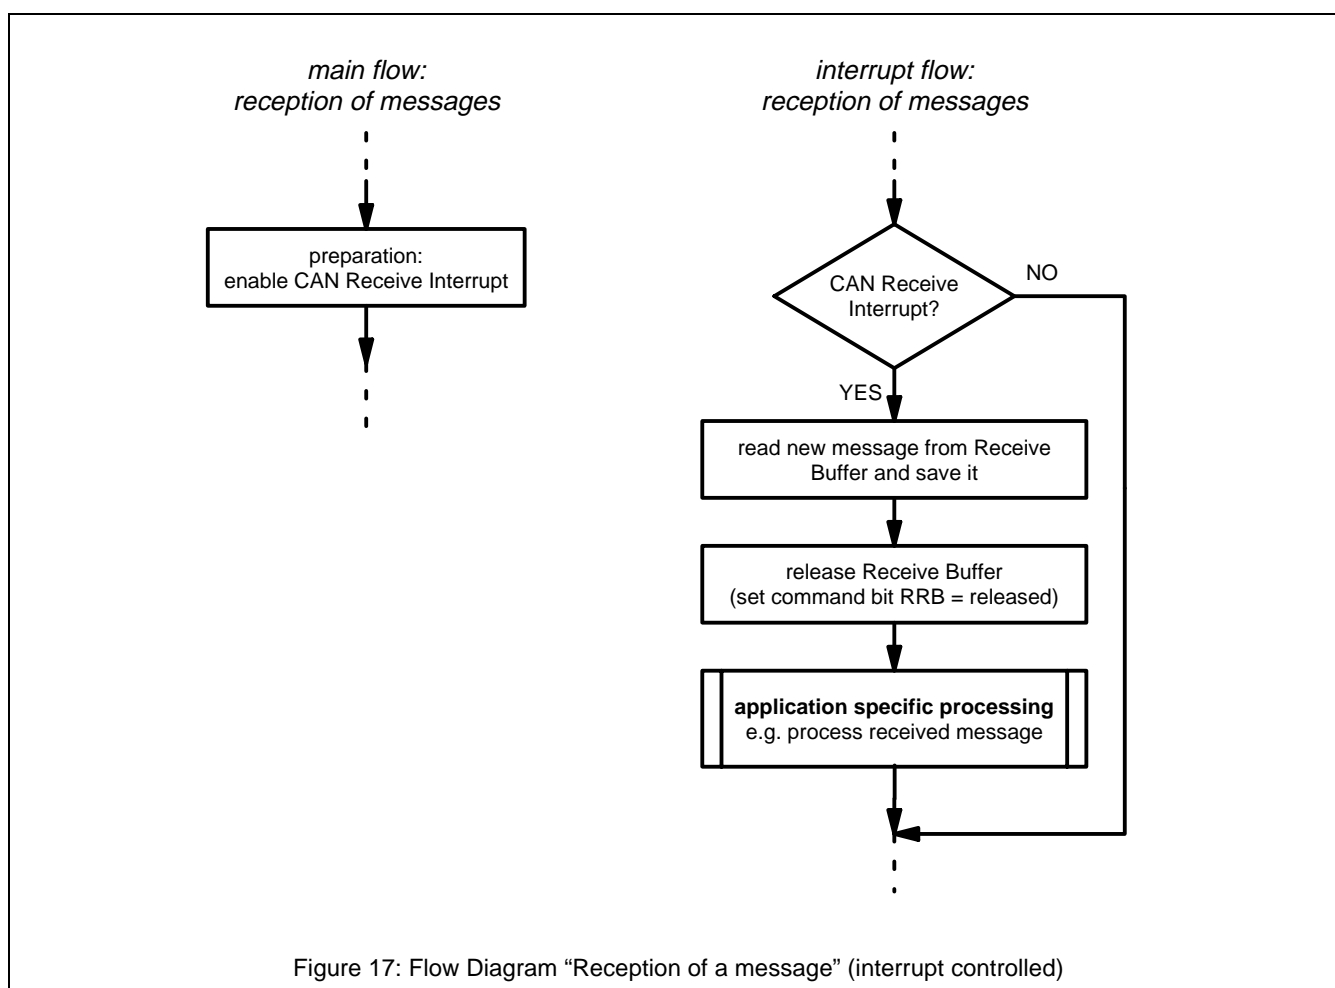 main flow:
reception of messages
preparation:
enable CAN Receive Interrupt
interrupt flow:
reception of messages
CAN Receive
Interrupt?
NO
YES
read new message from Receive
Buffer and save it
release Receive Buffer
(set command bit RRB = released)
application specific processing
e.g. process received message
Figure 17: Flow Diagram “Reception of a message” (interrupt controlled)